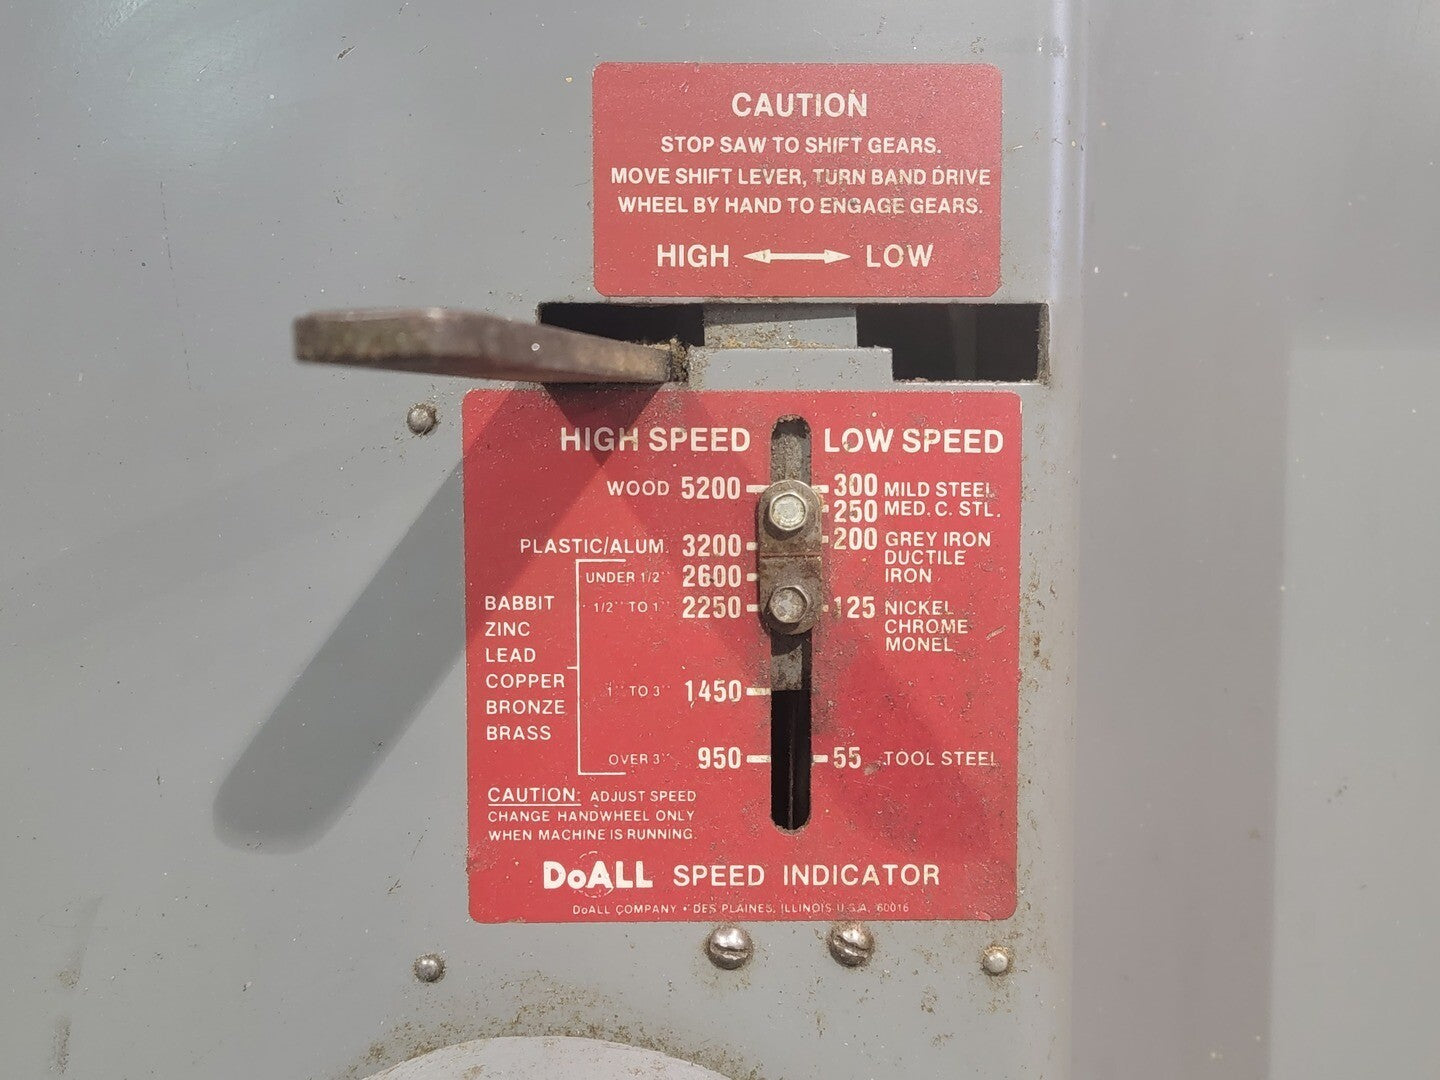 CAUTION
STOP SAW TO SHIFT GEARS.
MOVE SHIFT LEVER, TURN BAND DRIVE
WHEEL BY HAND TO ENGAGE GEARS.
HIGH LOW
HIGH SPEED LOW SPEED
WOOD 5200 300 MILD STEEL
250 MED. C. STL.
PLASTIC/ALUM. 3200 200 GREY IRON
DUCTILE
IRON
UNDER 1/2" 2600
BABBIT 1/2" TO 1" 2250 125 NICKEL
ZINC CHROME
MONEL
LEAD
COPPER 1" TO 3" 1450
BRONZE
BRASS
OVER 3" 950 55 TOOL STEEL
CAUTION: ADJUST SPEED
CHANGE HANDWHEEL ONLY
WHEN MACHINE IS RUNNING.
DoALL SPEED INDICATOR
DoALL COMPANY • DES PLAINES, ILLINOIS U.S.A. 60016